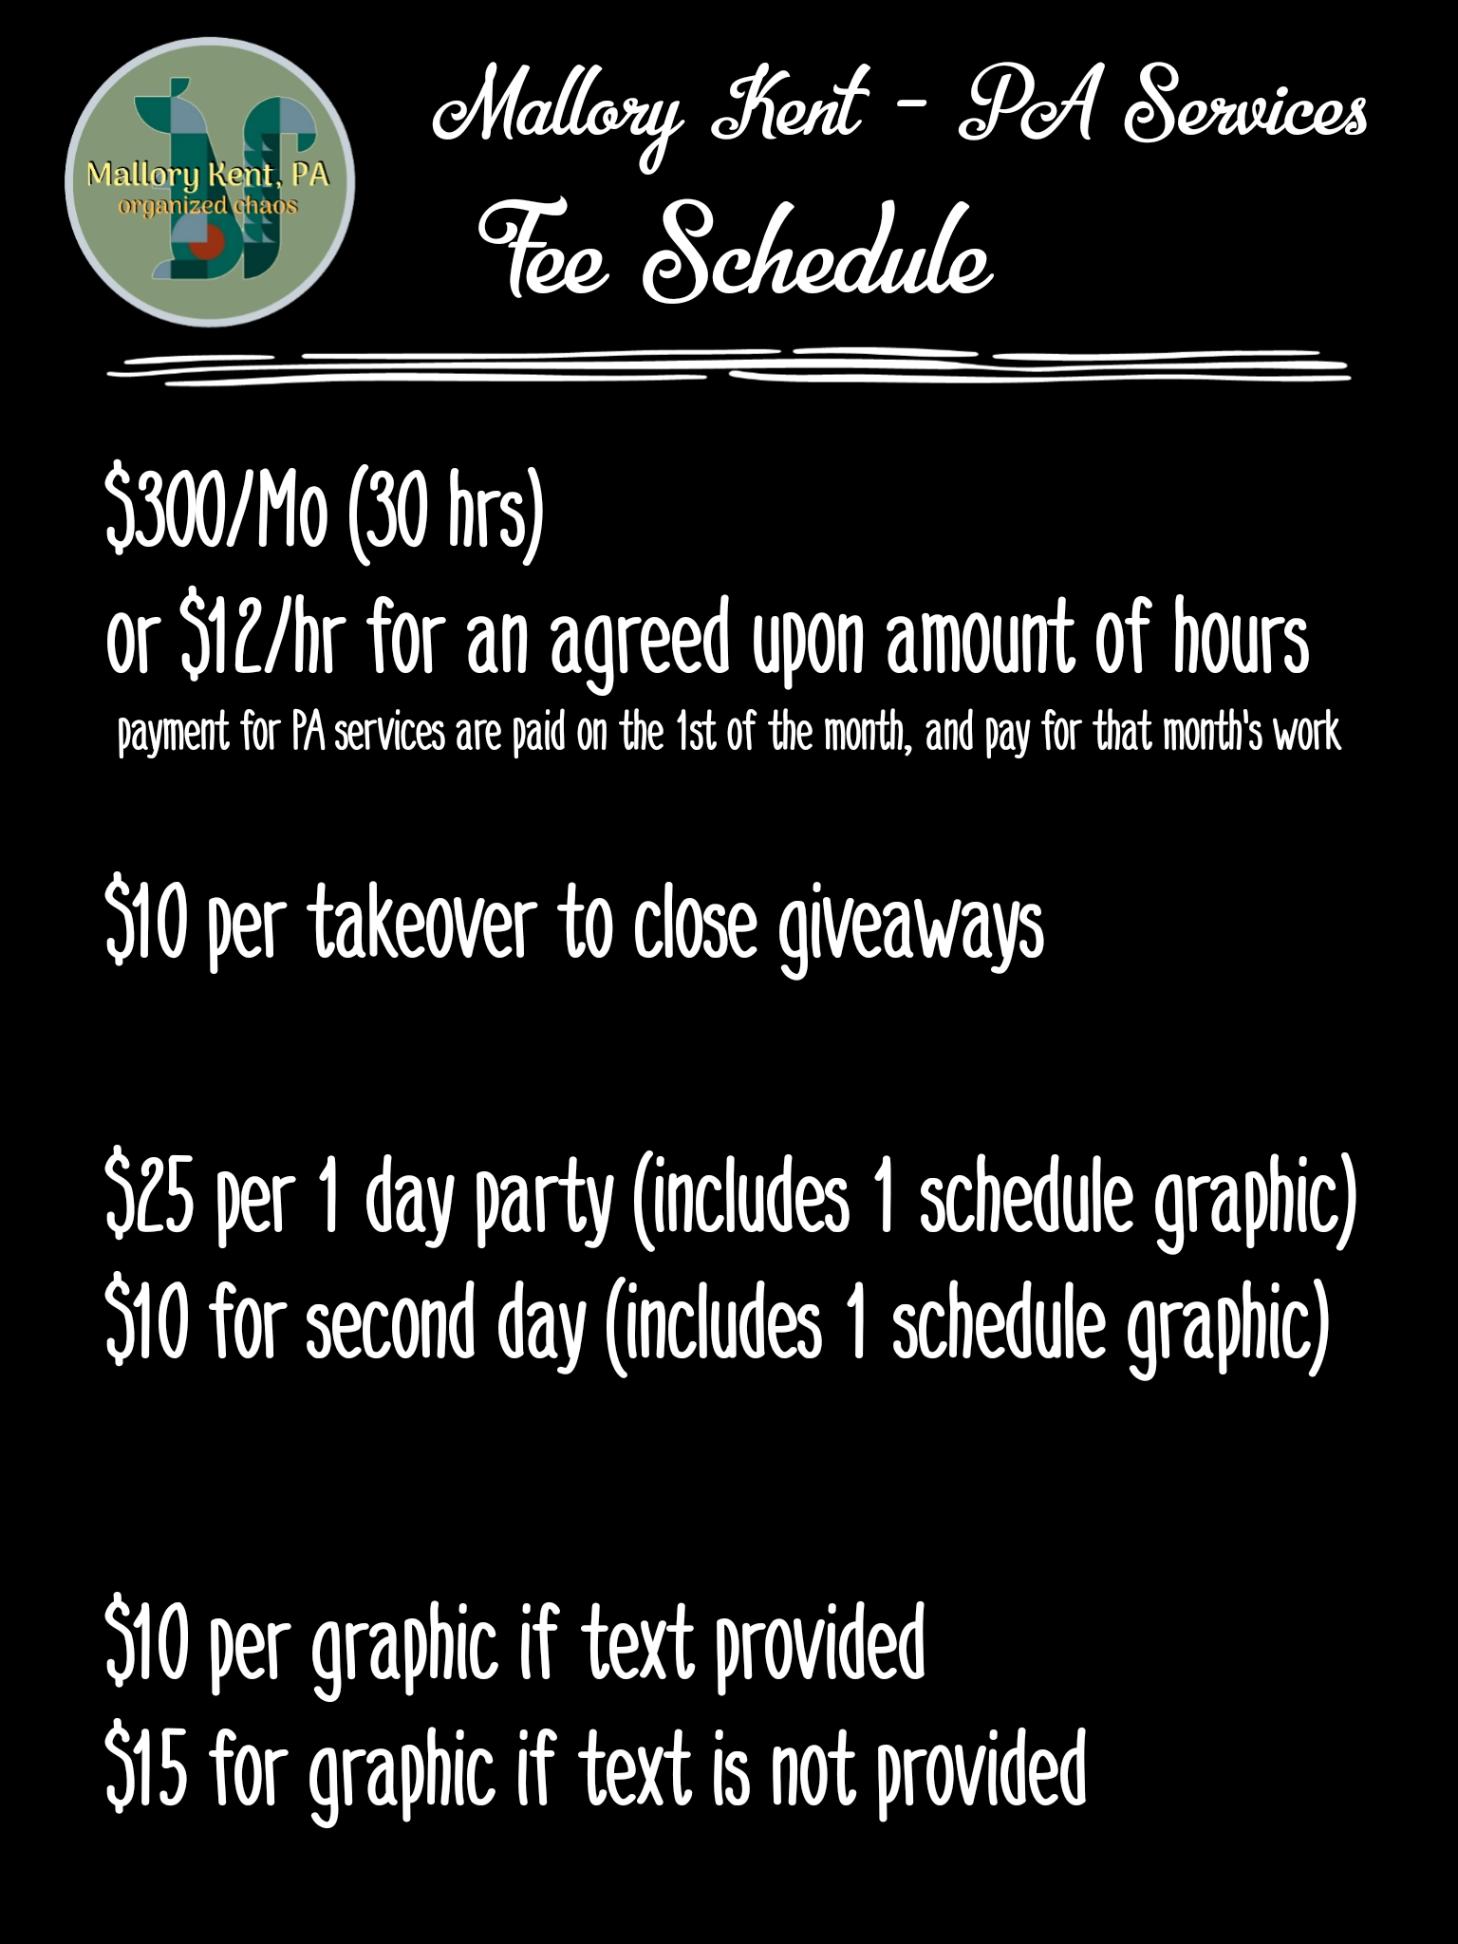 Mallory Kent - PA Services
Mallory Kent, PA
organized chaos
Fee Schedule
$300/Mo (30 hrs)
or $12/hr for an agreed upon amount of hours
payment for PA services are paid on the 1st of the month, and pay for that month's work
$10 per takeover to close giveaways
$25 per 1 day party (includes 1 schedule graphic)
$10 for second day (includes 1 schedule graphic)
$10 per graphic if text provided
$15 for graphic if text is not provided